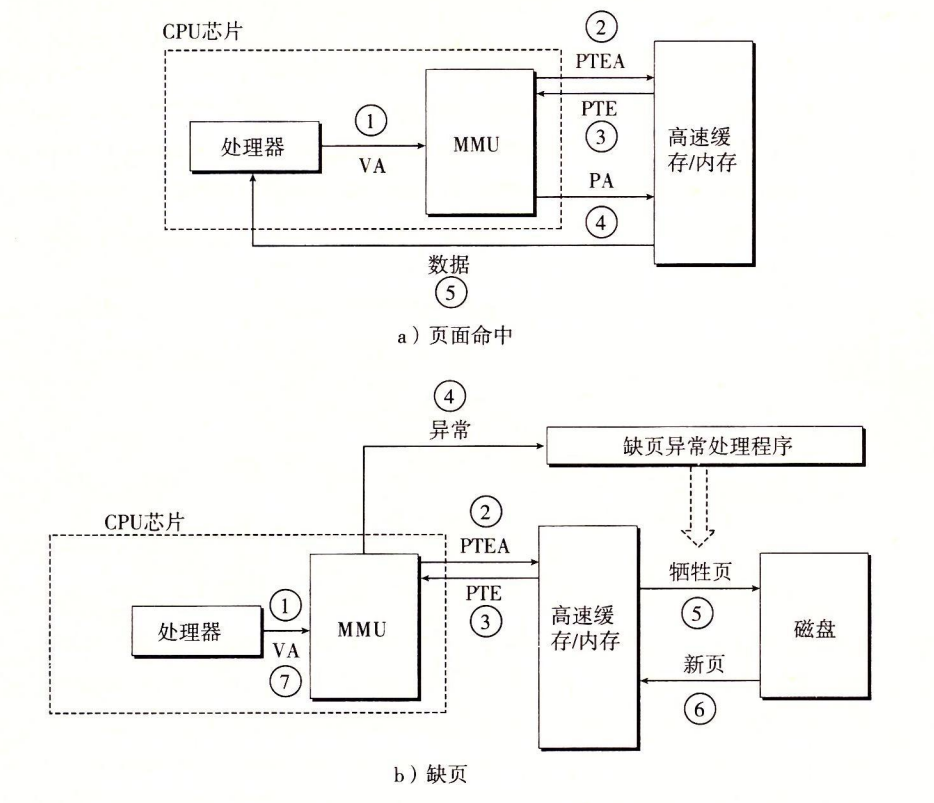 CPU芯片
②
PTEA
PTE
③
①
VA
处理器
MMU
高速缓
存/内存
PA
④
数据
⑤
a）页面命中
④
异常
缺页异常处理程序
CPU芯片
②
PTEA
PTE
③
①
VA
⑦
处理器
MMU
高速缓
存/内存
牺牲页
⑤
新页
⑥
磁盘
b）缺页